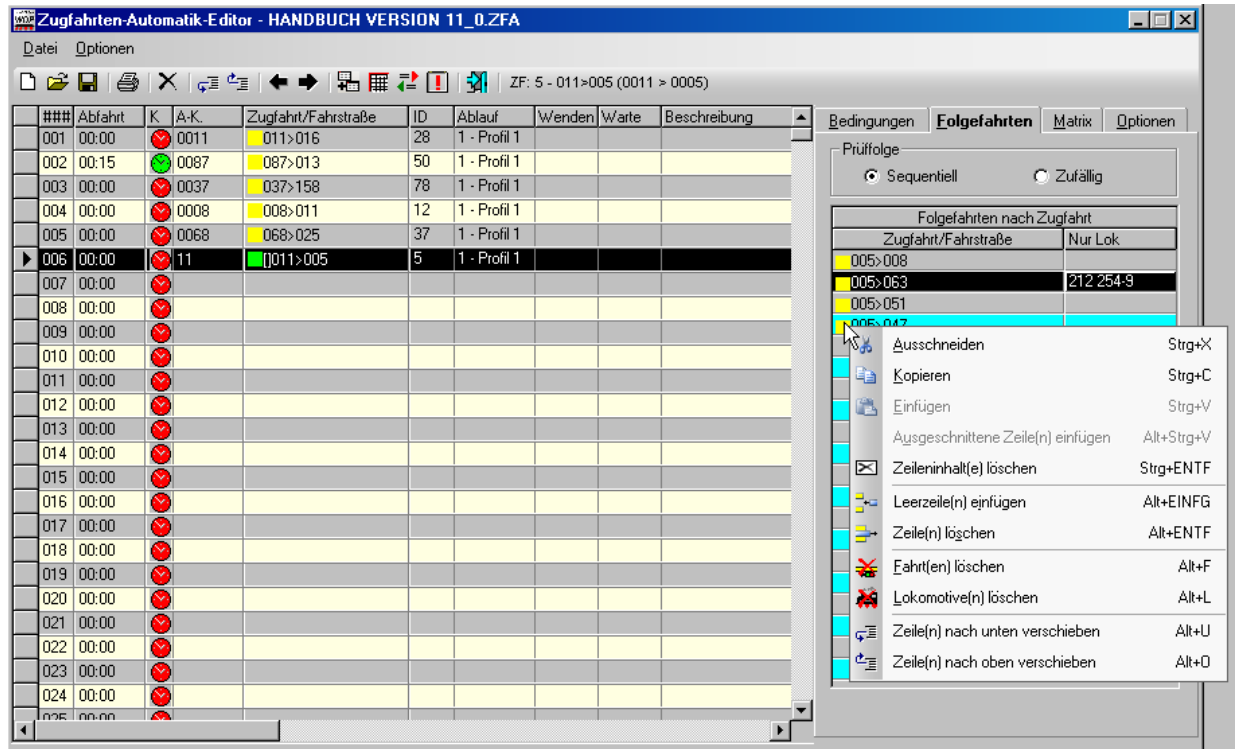 Zugfahrten-Automatik-Editor - HANDBUCH VERSION 11_0.ZFA
Datei Optionen
ZF: 5 - 011>005 (0011 > 0005)
### Abfahrt K A-K. Zugfahrt/Fahrstraße ID Ablauf Wenden Warte Beschreibung
001 00:00 0011 011>016 28 1 - Profil 1
002 00:15 0087 087>013 50 1 - Profil 1
003 00:00 0037 037>158 78 1 - Profil 1
004 00:00 0008 008>011 12 1 - Profil 1
005 00:00 0068 068>025 37 1 - Profil 1
006 00:00 11 []011>005 5 1 - Profil 1
007 00:00
008 00:00
009 00:00
010 00:00
011 00:00
012 00:00
013 00:00
014 00:00
015 00:00
016 00:00
017 00:00
018 00:00
019 00:00
020 00:00
021 00:00
022 00:00
023 00:00
024 00:00
025 00:00
Bedingungen Folgefahrten Matrix Optionen
Prüffolge
Sequentiell Zufällig
Folgefahrten nach Zugfahrt
Zugfahrt/Fahrstraße Nur Lok
005>008
005>063 212 254-9
005>051
005>047
Ausschneiden Strg+X
Kopieren Strg+C
Einfügen Strg+V
Ausgeschnittene Zeile(n) einfügen Alt+Strg+V
Zeileninhalt(e) löschen Strg+ENTF
Leerzeile(n) einfügen Alt+EINFG
Zeile(n) löschen Alt+ENTF
Fahrt(en) löschen Alt+F
Lokomotive(n) löschen Alt+L
Zeile(n) nach unten verschieben Alt+U
Zeile(n) nach oben verschieben Alt+O